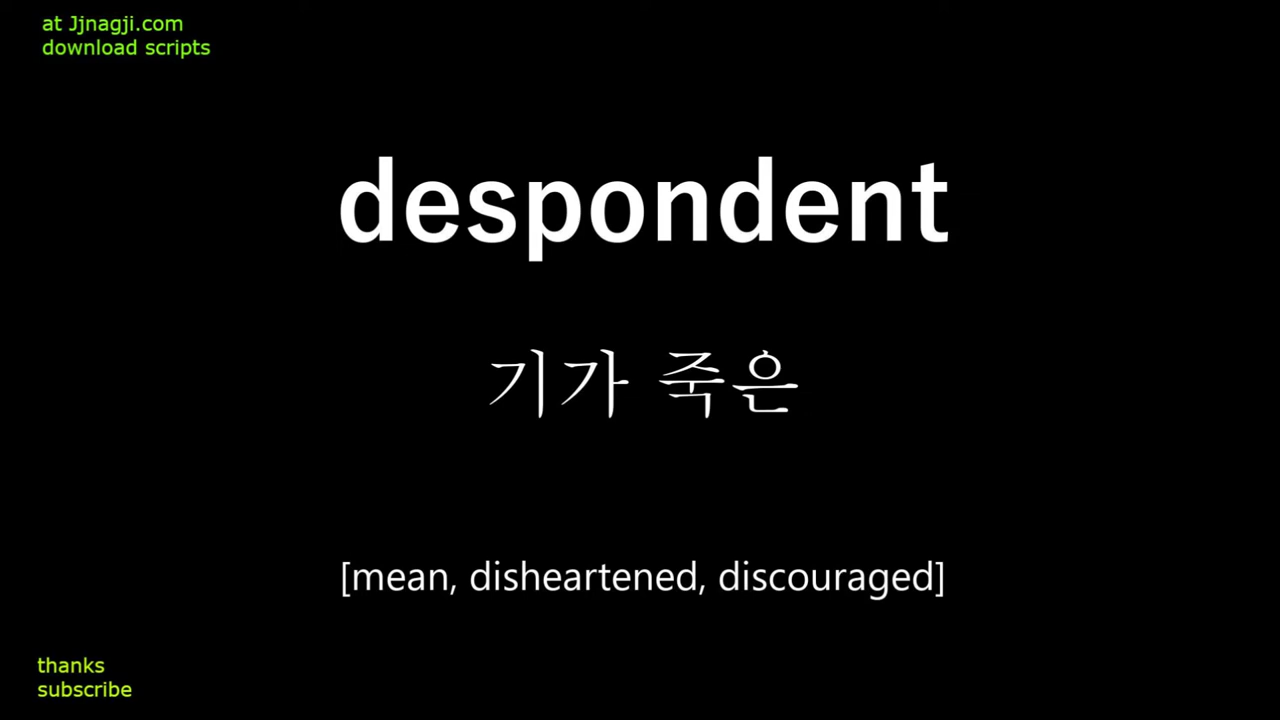 at Jjnagji.com
download scripts
despondent
기가 죽은
[mean, disheartened, discouraged]
thanks
subscribe